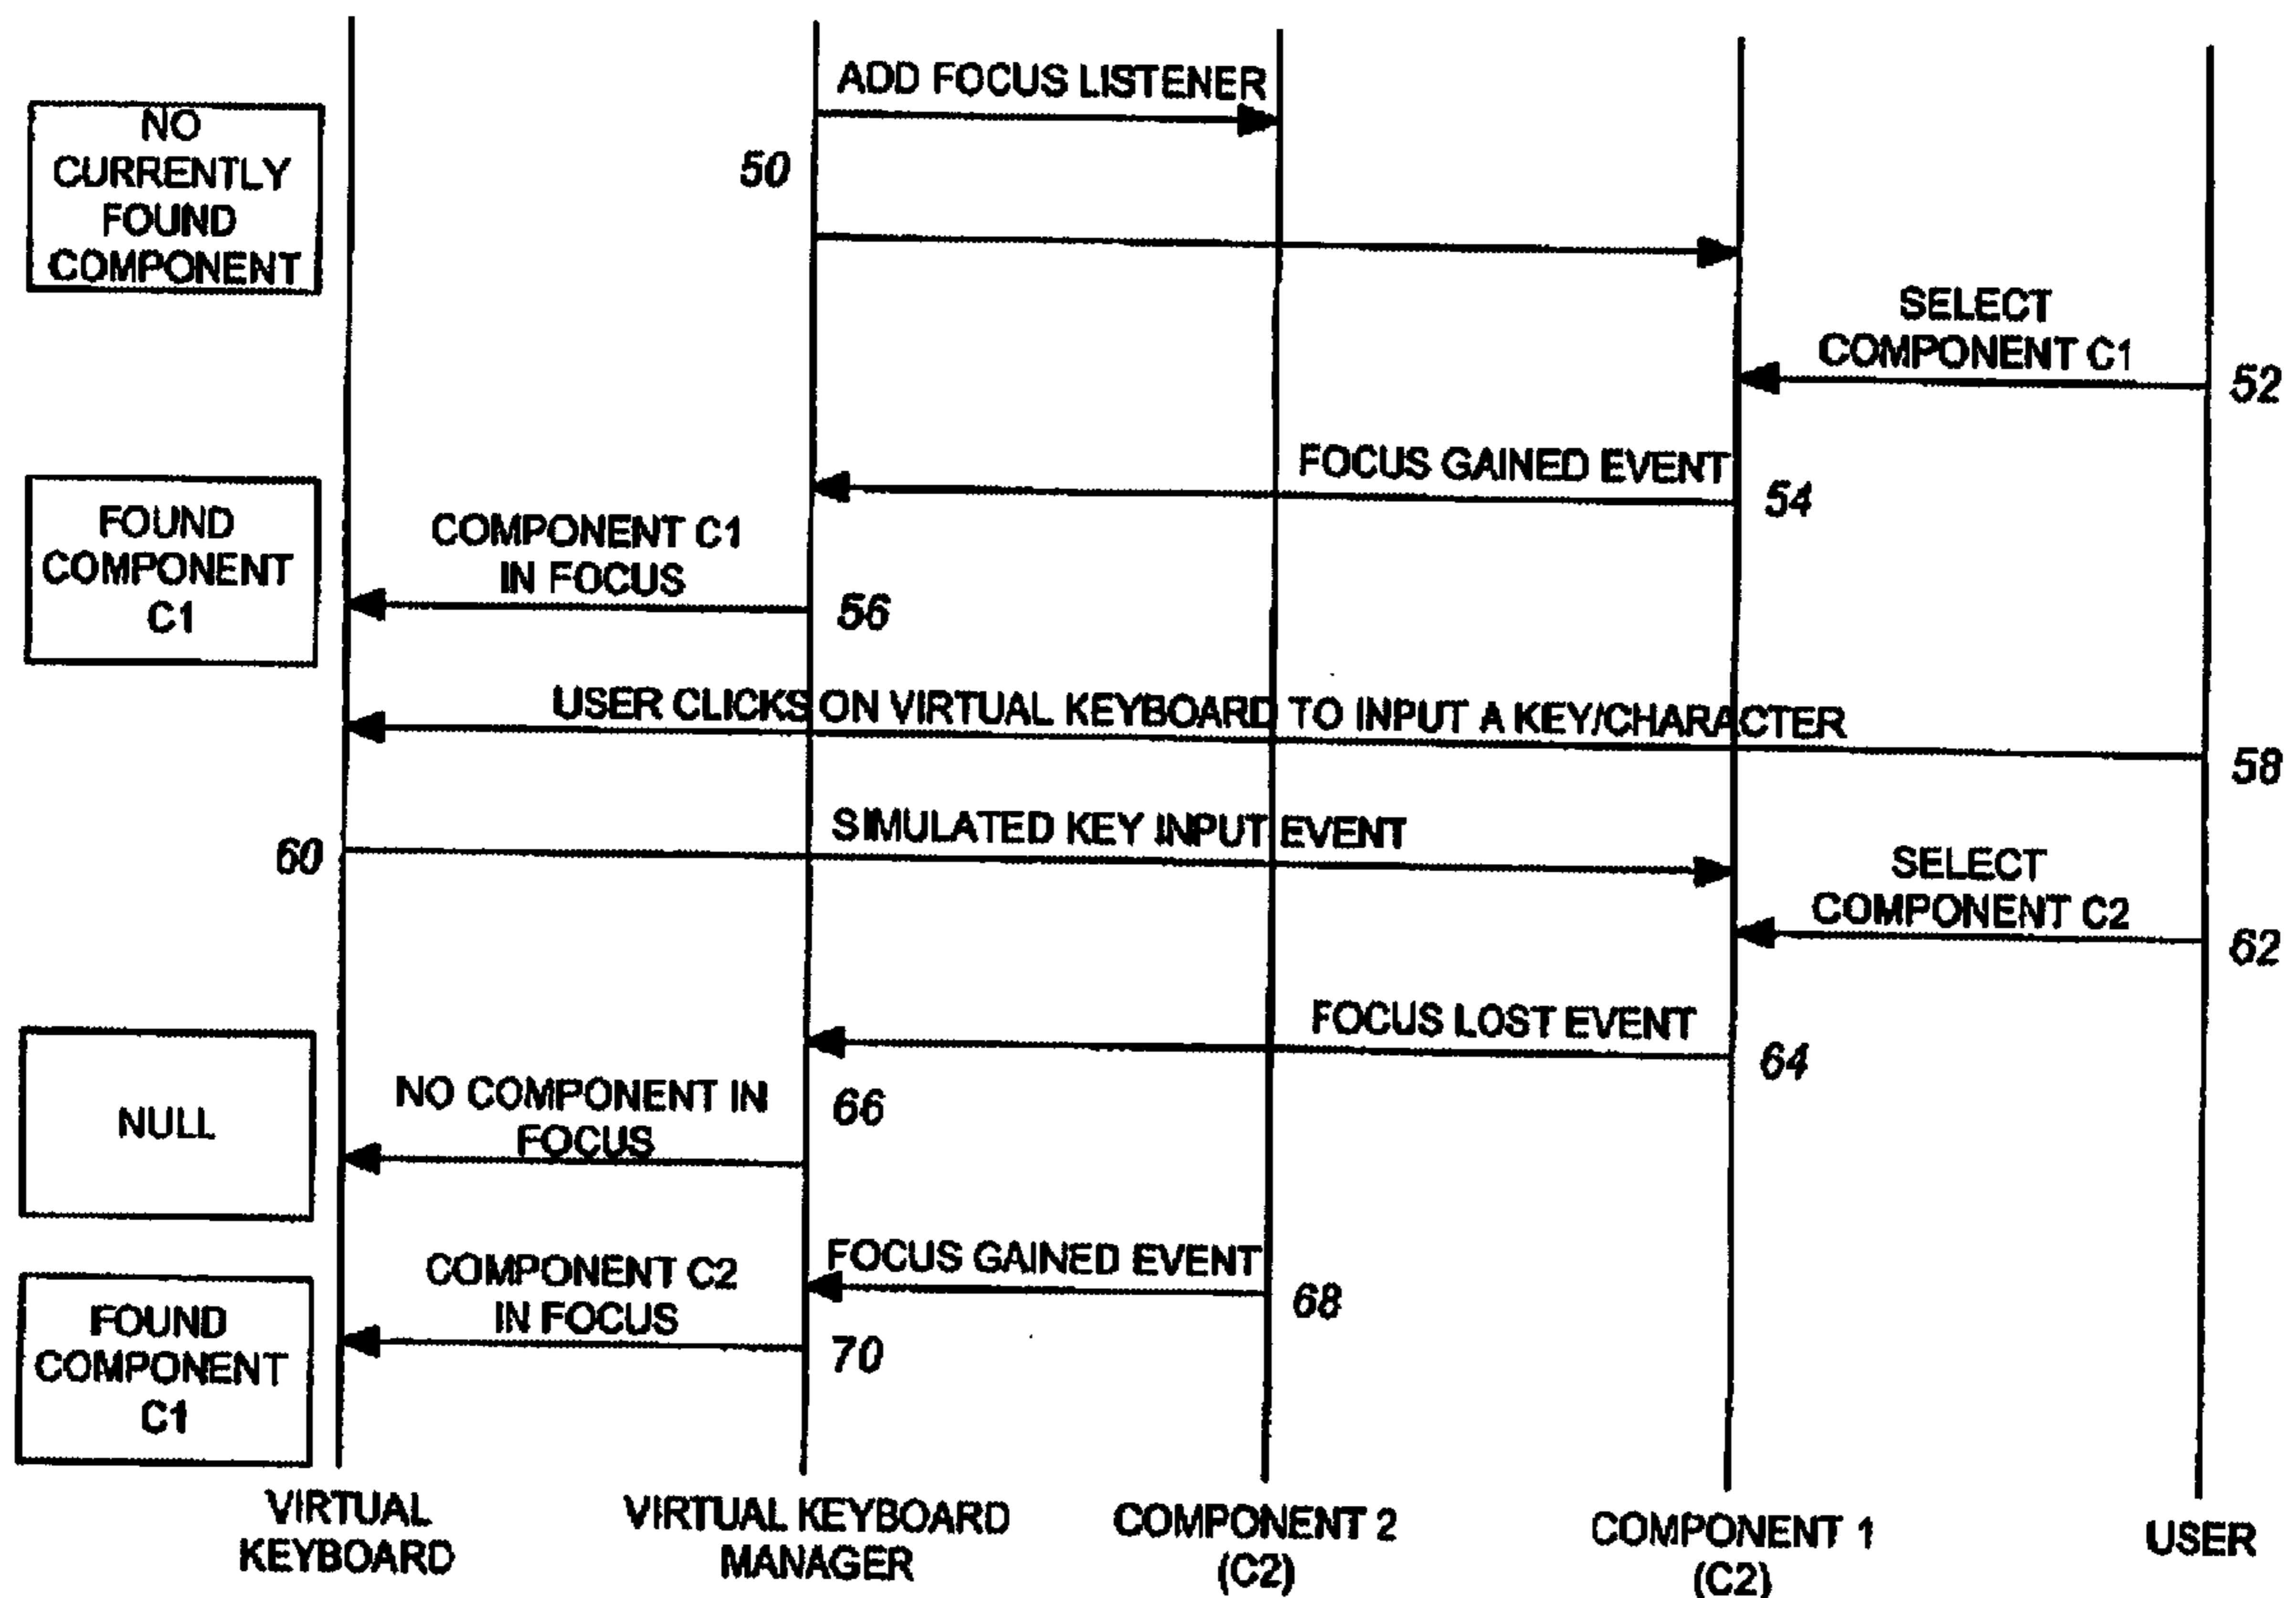 ADD FOCUS LISTENER
NO
CURRENTLY
FOUND
COMPONENT
50
SELECT
COMPONENT C1
52
FOCUS GAINED EVENT
54
FOUND
COMPONENT
C1
COMPONENT C1
IN FOCUS
56
USER CLICKS ON VIRTUAL KEYBOARD TO INPUT A KEY/CHARACTER
58
SIMULATED KEY INPUT EVENT
60
SELECT
COMPONENT C2
62
FOCUS LOST EVENT
64
NULL
NO COMPONENT IN
FOCUS
66
FOCUS GAINED EVENT
68
COMPONENT C2
IN FOCUS
70
FOUND
COMPONENT
C1
VIRTUAL
KEYBOARD
VIRTUAL KEYBOARD
MANAGER
COMPONENT 2
(C2)
COMPONENT 1
(C2)
USER